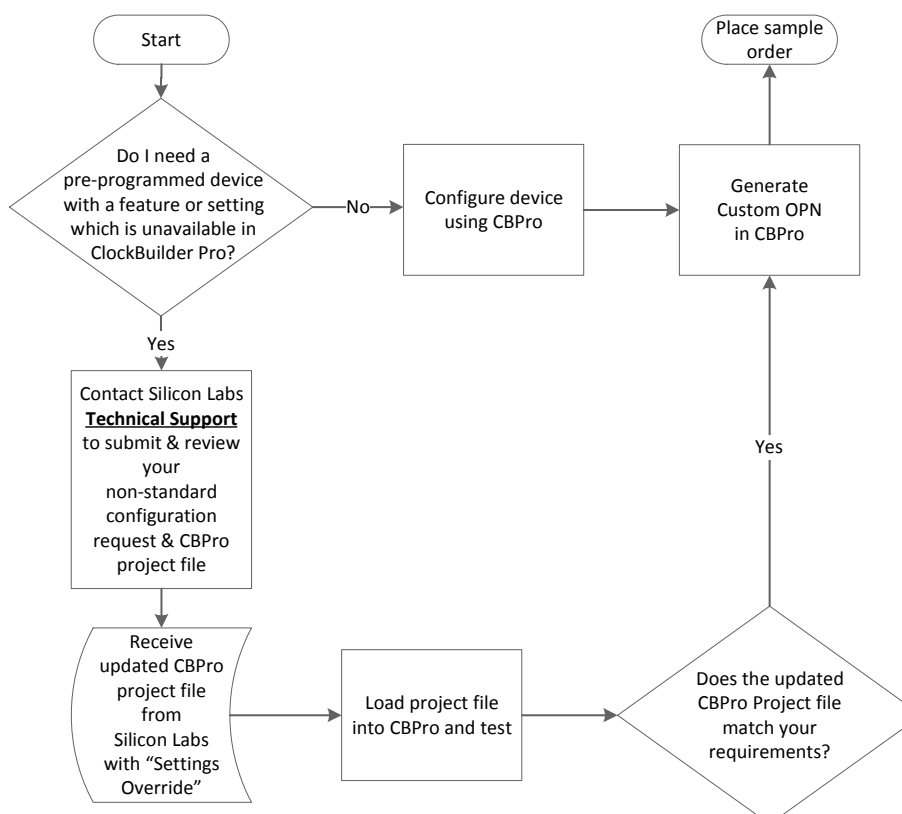 Start
Place sample
order
Do I need a
pre-programmed device
with a feature or setting
which is unavailable in
ClockBuilder Pro?
No
Configure device
using CBPro
Generate
Custom OPN
in CBPro
Yes
Contact Silicon Labs
Technical Support
to submit & review
your
non-standard
configuration
request & CBPro
project file
Yes
Receive
updated CBPro
project file
from
Silicon Labs
with “Settings
Override”
Load project file
into CBPro and test
Does the updated
CBPro Project file
match your
requirements?